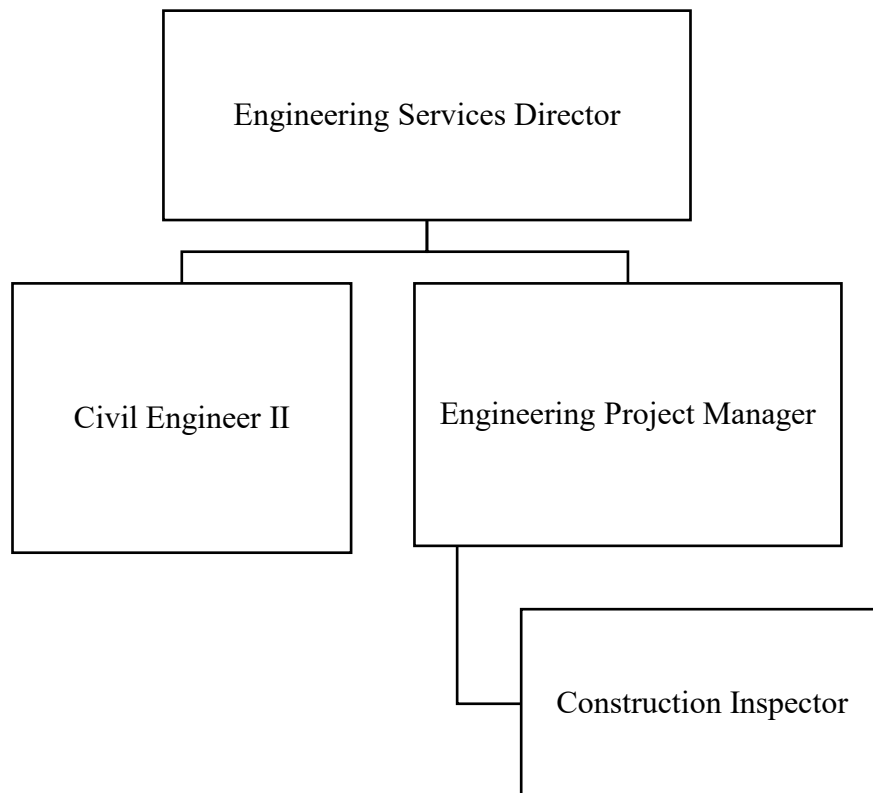 Engineering Services Director
Civil Engineer II
Engineering Project Manager
Construction Inspector